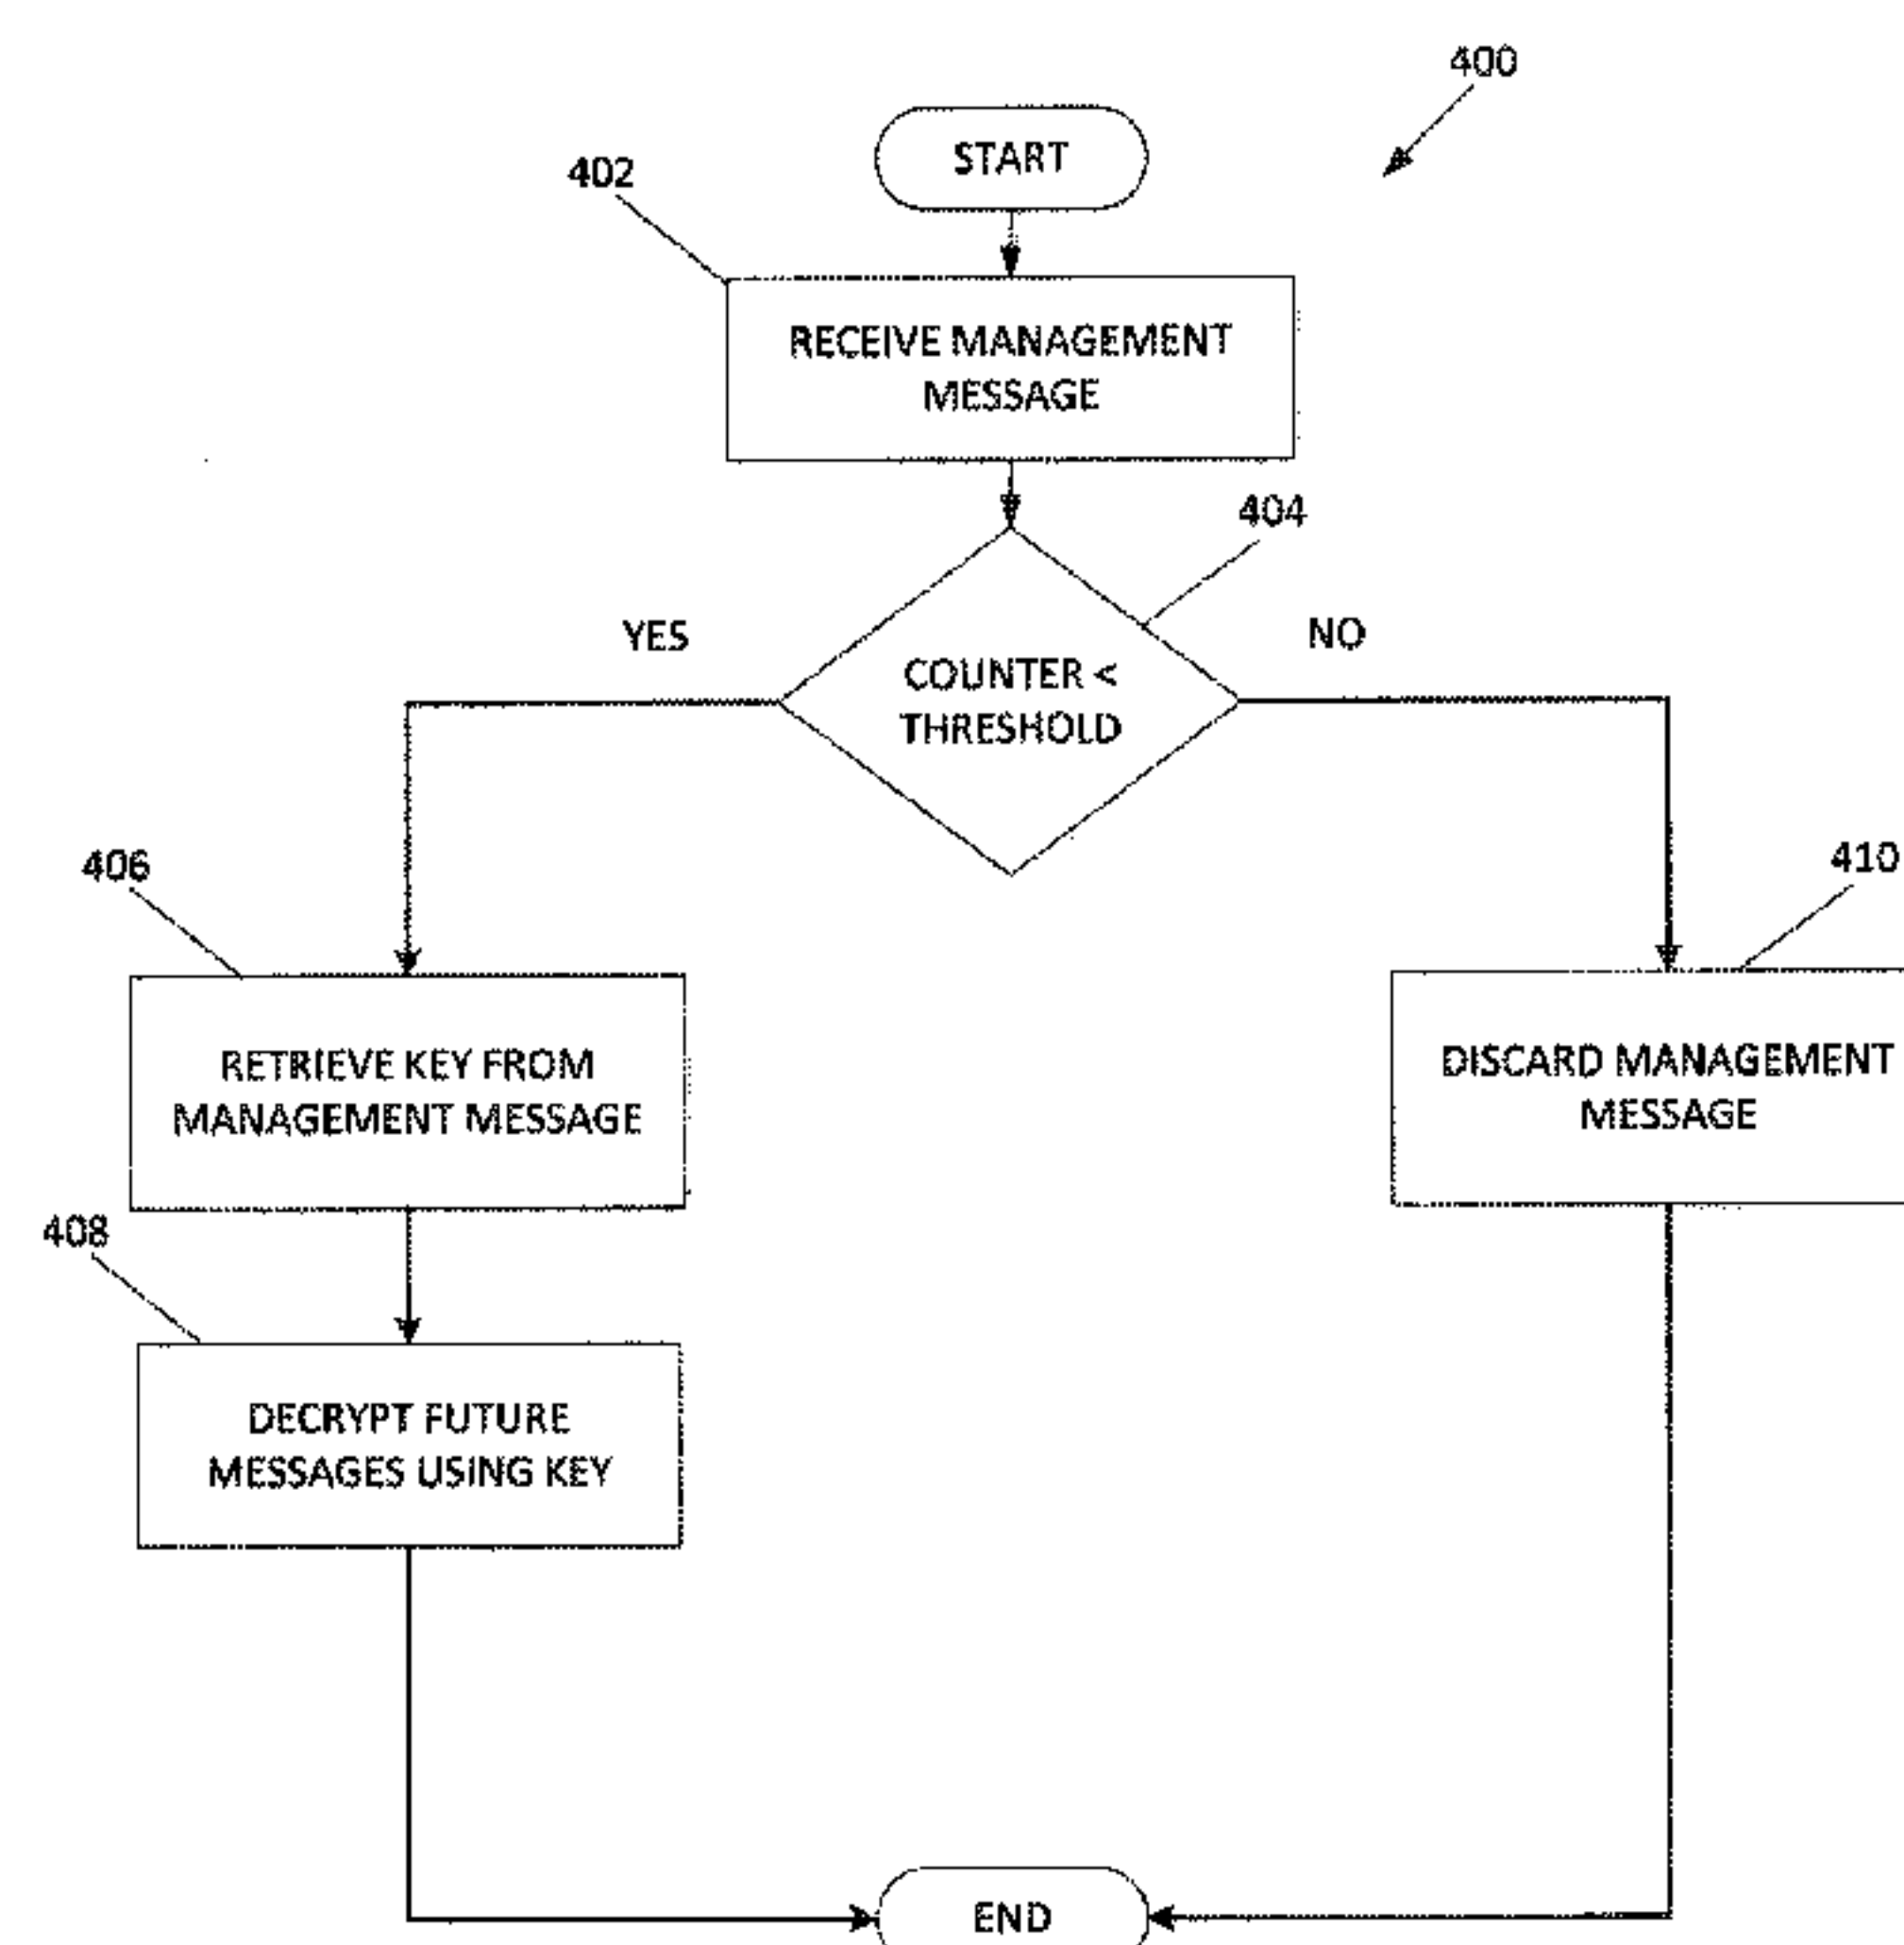 400
START
402
RECEIVE MANAGEMENT
MESSAGE
404
YES
NO
COUNTER <
THRESHOLD
406
410
RETRIEVE KEY FROM
MANAGEMENT MESSAGE
DISCARD MANAGEMENT
MESSAGE
408
DECRYPT FUTURE
MESSAGES USING KEY
END